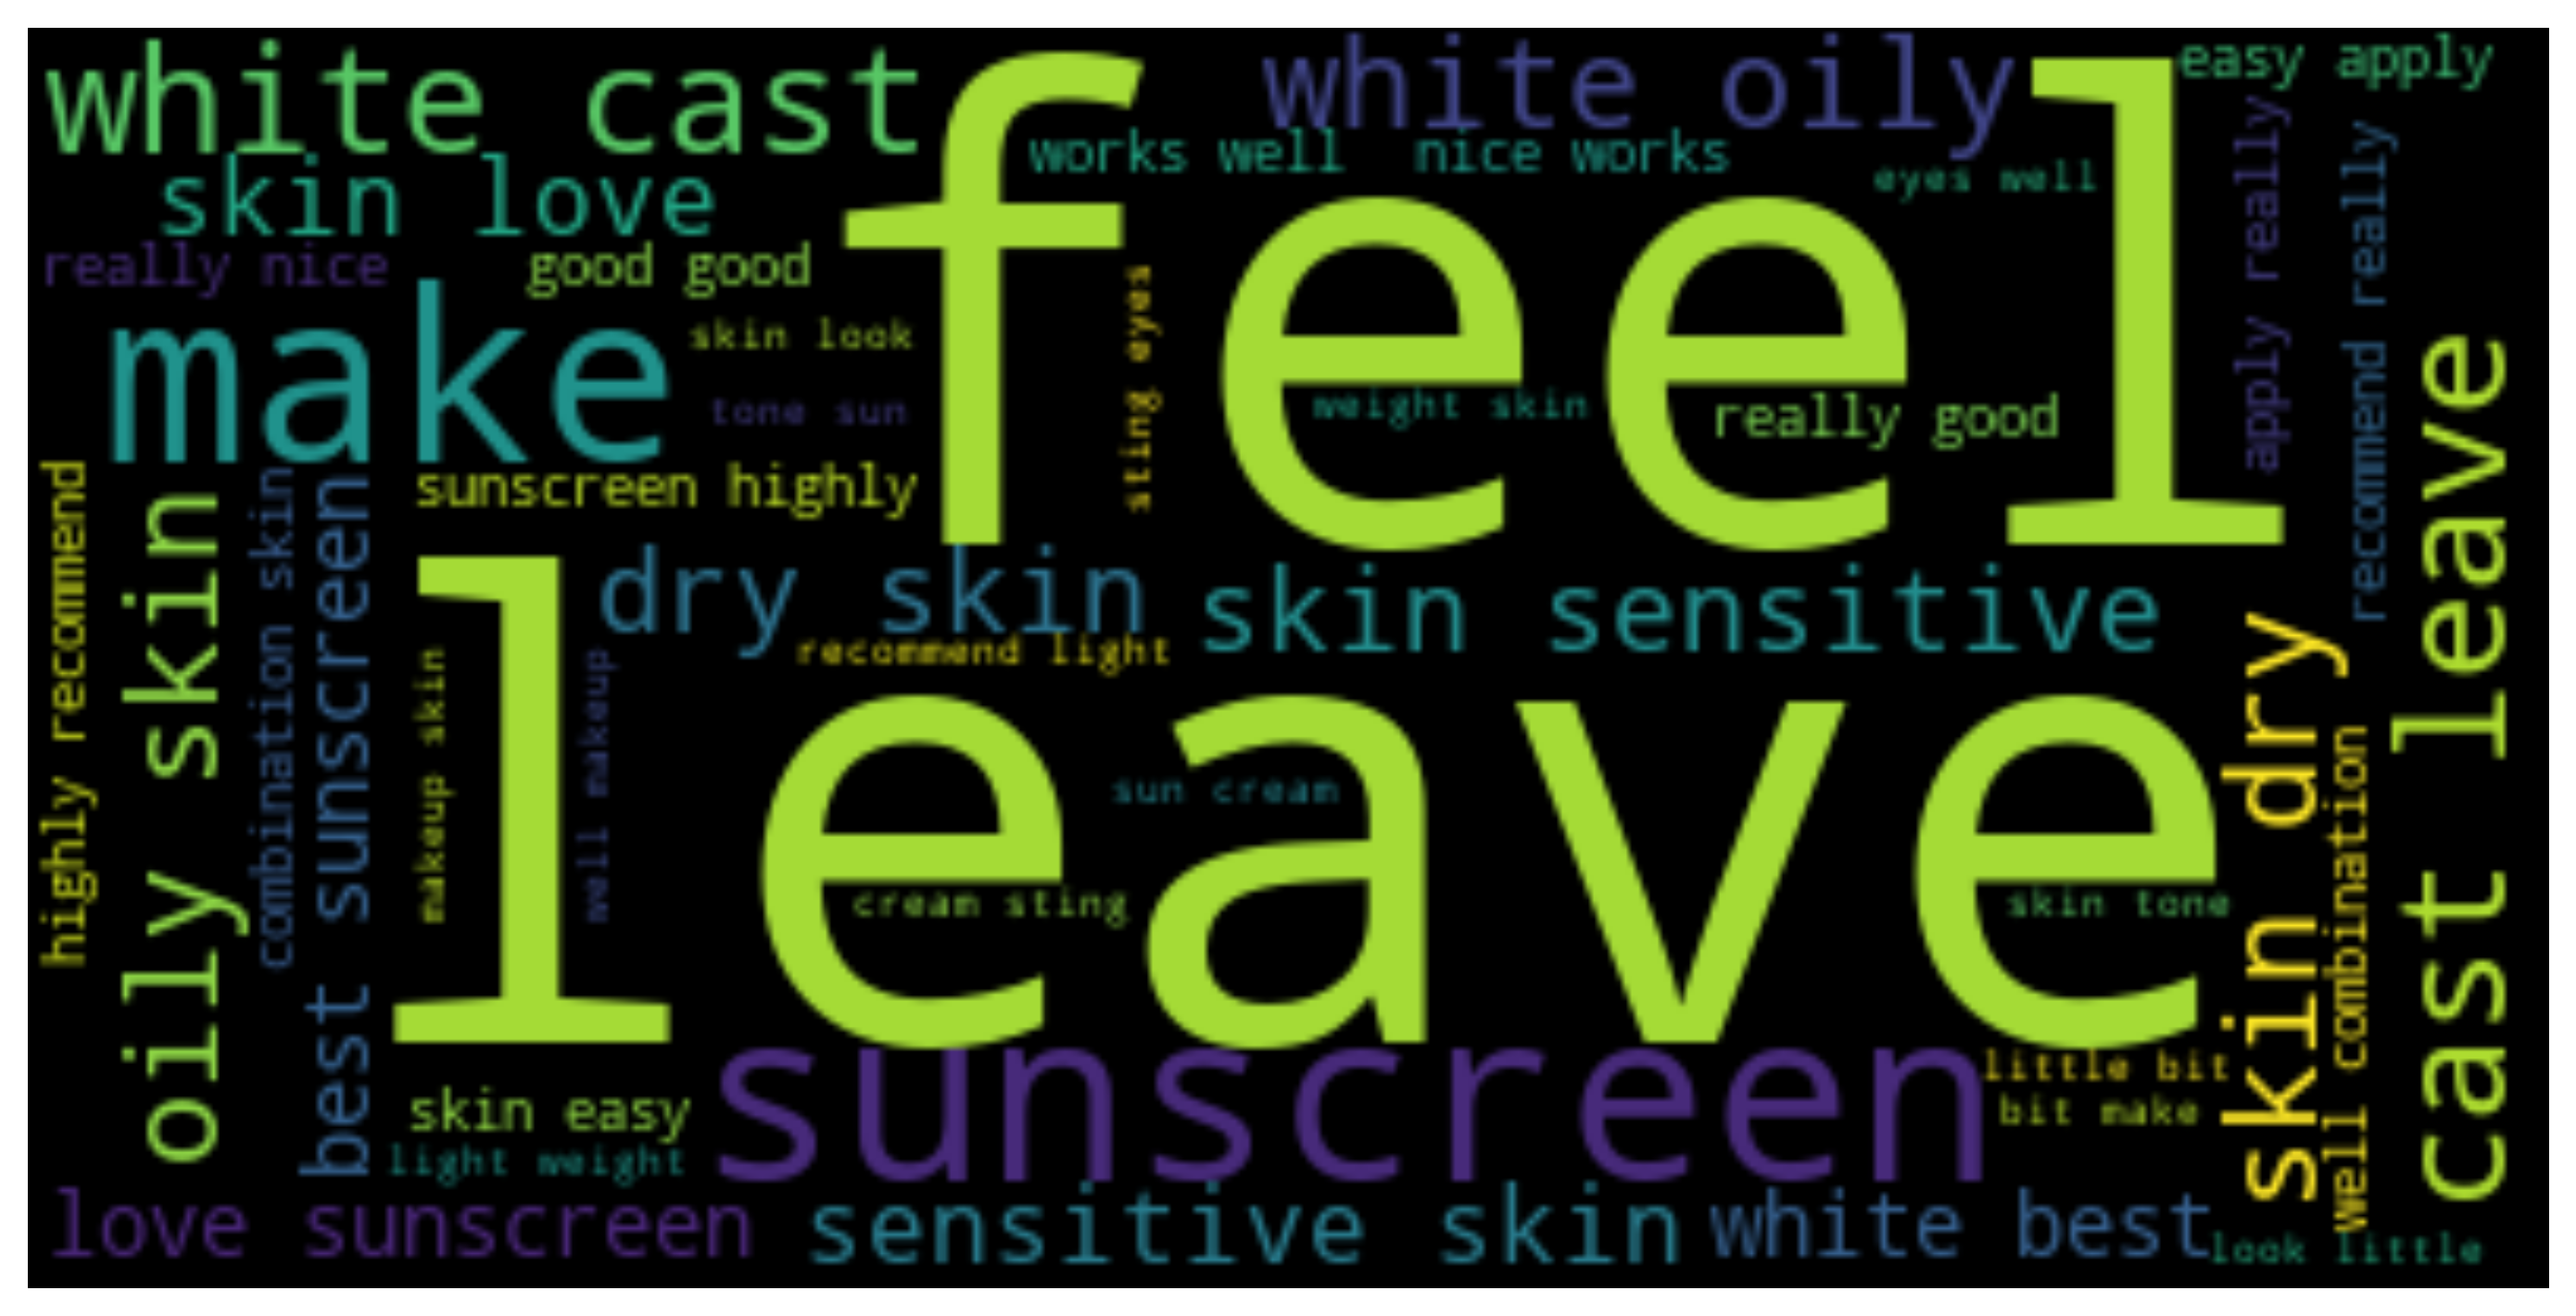 white cast
feel
white oily
easy apply
works well
nice works
eyes well
skin love
really nice
good good
make
skin look
tone sun
sting eyes
weight skin
really good
apply really
recommend really
sunscreen highly
highly recommend
oily skin
combination skin
best sunscreen
leave
dry skin
skin sensitive
recommend light
makeup skin
well makeup
sun cream
cream sting
skin tone
skin dry
well combination
cast leave
sunscreen
little bit
bit make
skin easy
light weight
love sunscreen
sensitive skin
white best
look little